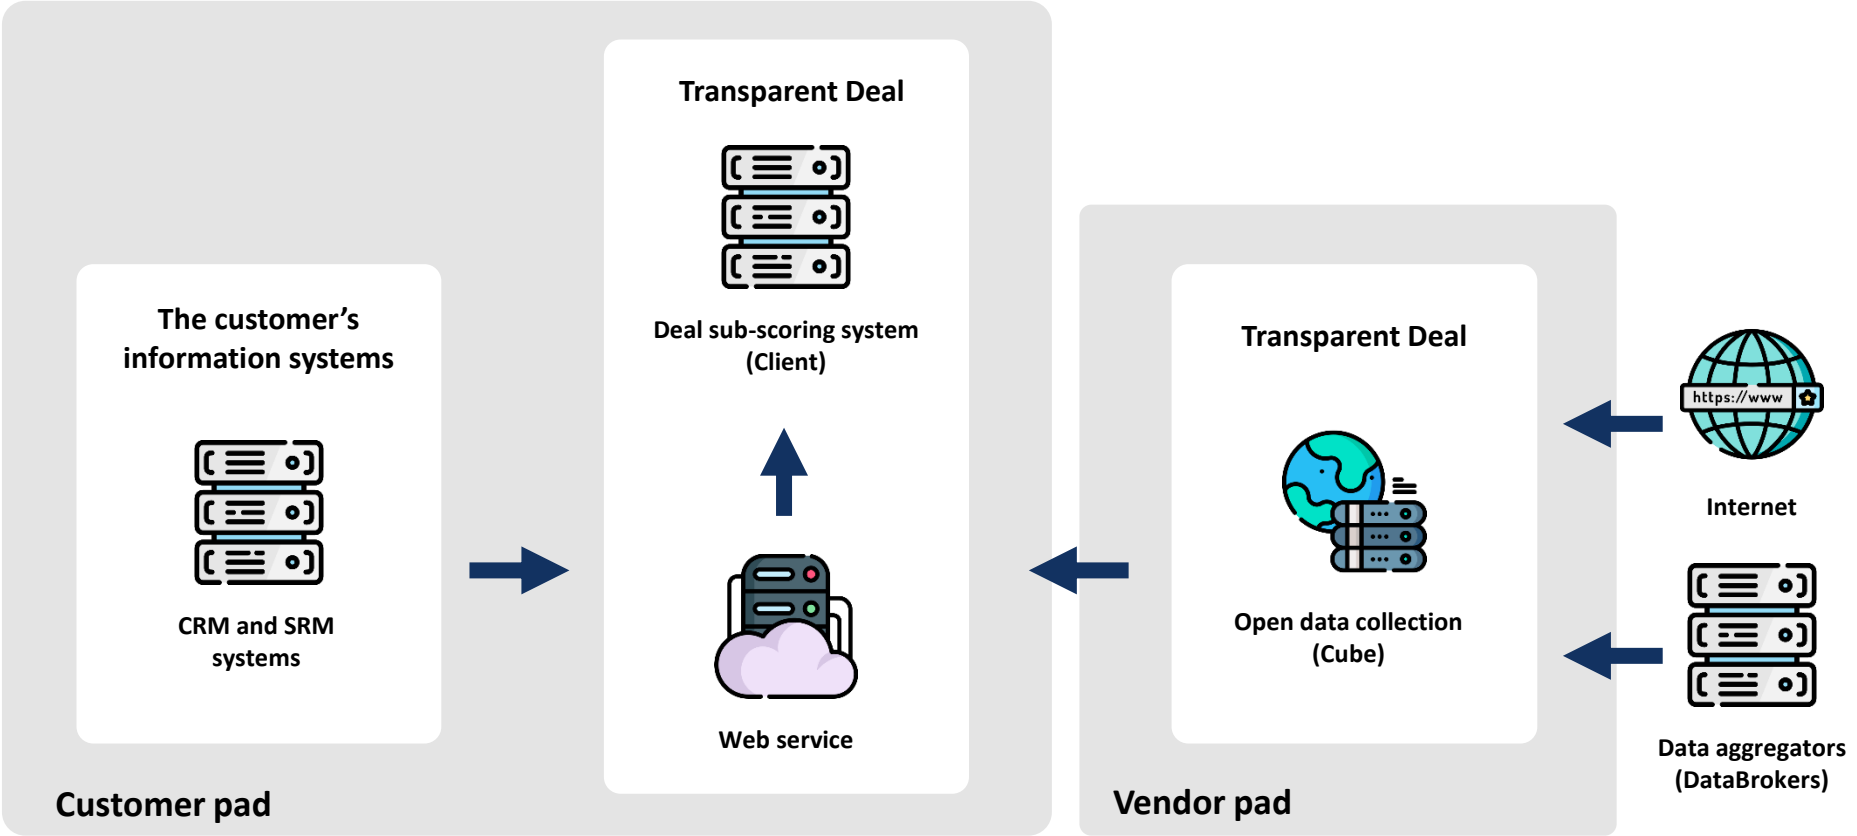 Transparent Deal
Deal sub-scoring system
(Client)
Web service
The customer’s
information systems
CRM and SRM
systems
Customer pad
Transparent Deal
Open data collection
(Cube)
Vendor pad
https://www
Internet
Data aggregators
(DataBrokers)